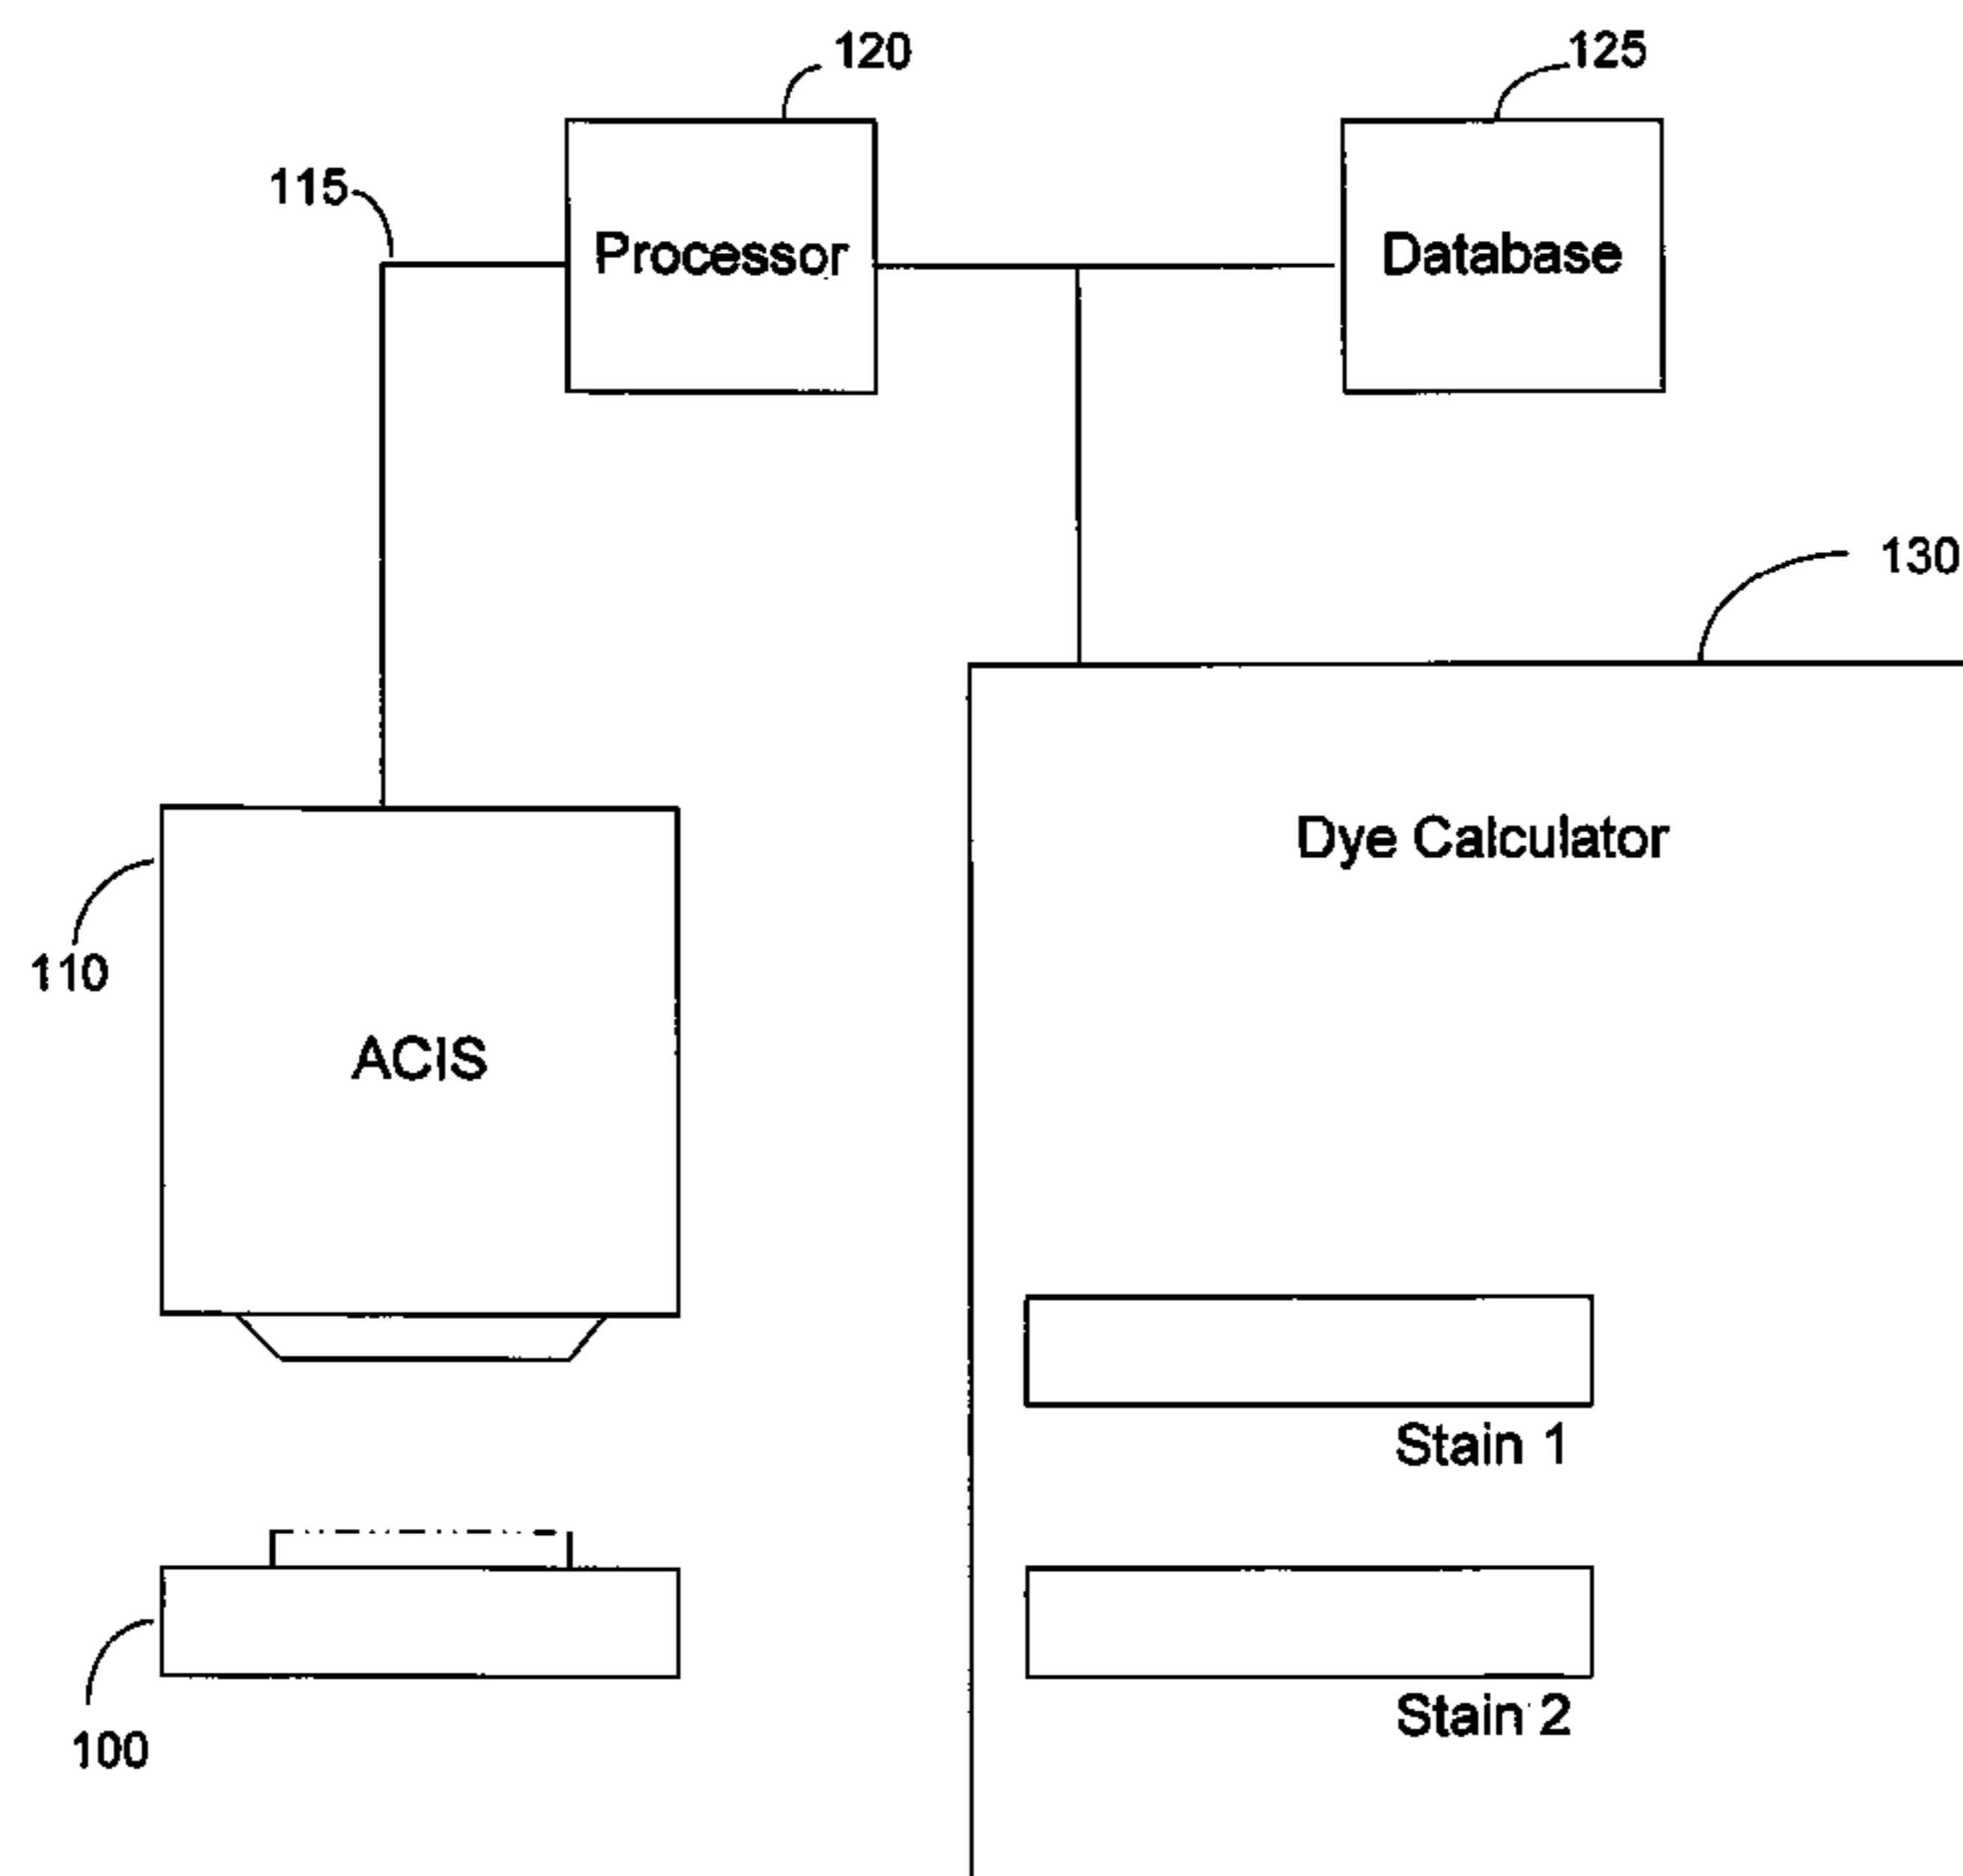 120
125
115
Processor
Database
130
Dye Calculator
110
ACIS
Stain 1
Stain 2
100